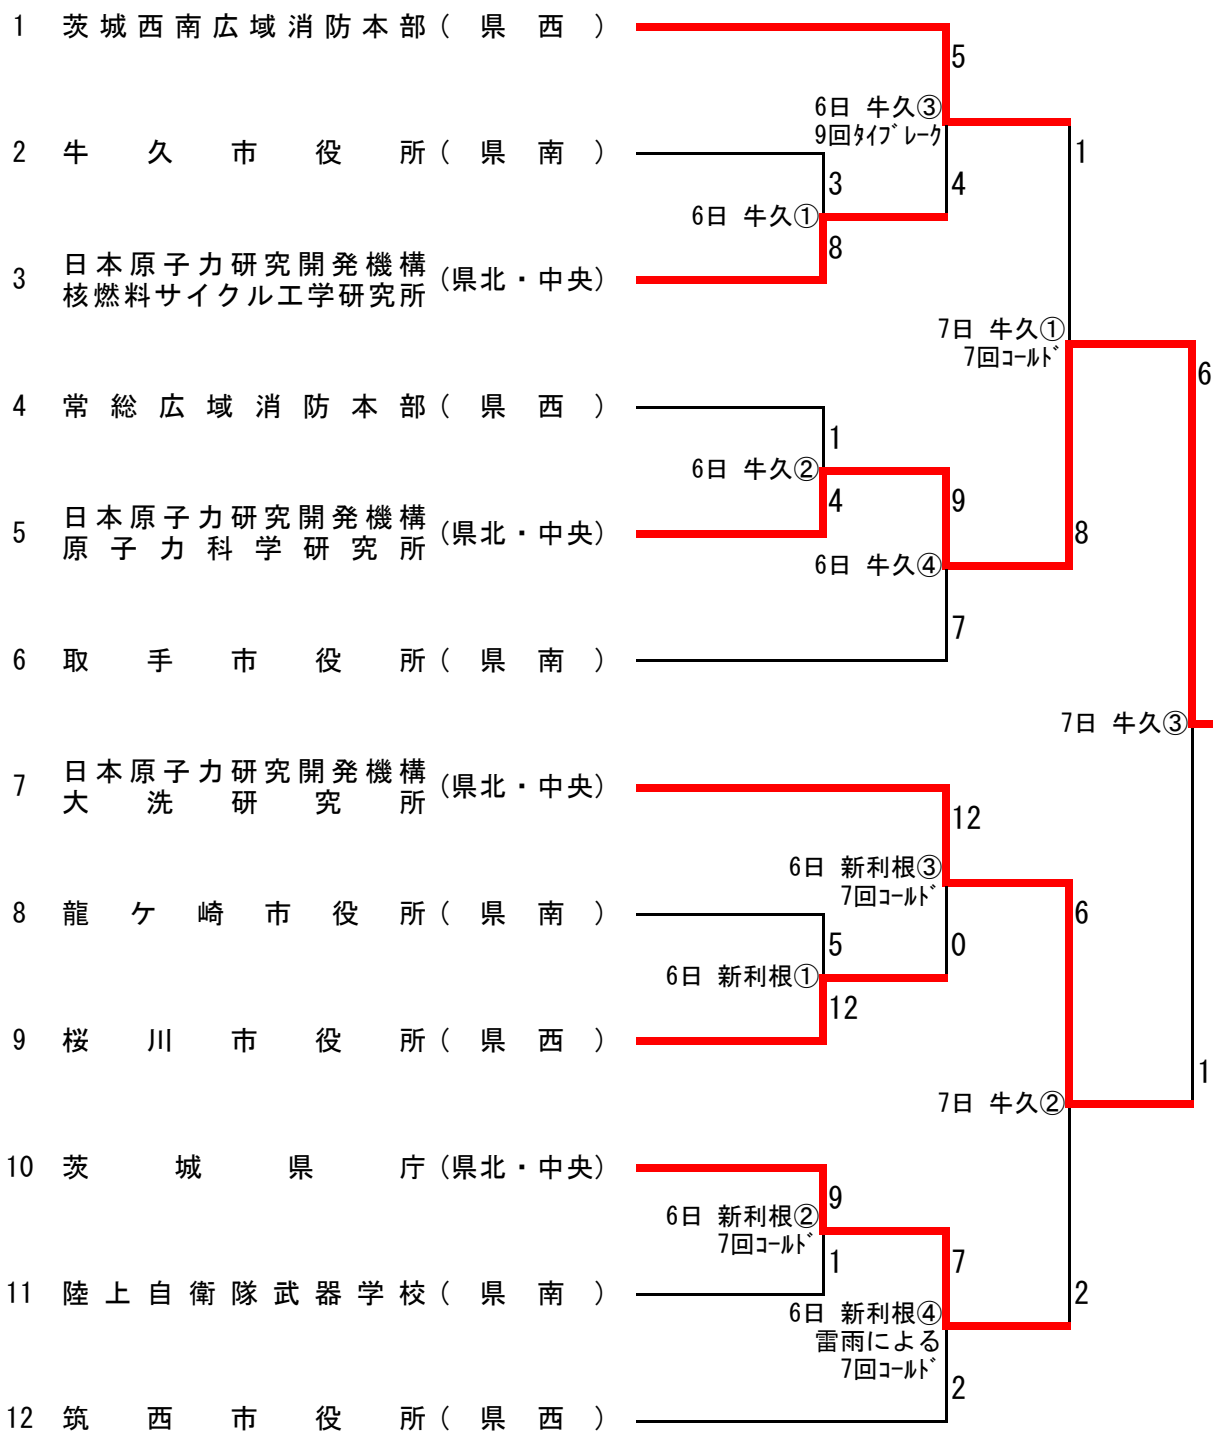 1 茨城西南広域消防本部 (県西)
5
6日 牛久③
9回ﾀｲﾌﾞﾚｰｸ
2 牛久市役所 (県南)
1
3
4
6日 牛久①
8
3 日本原子力研究開発機構
核燃料サイクル工学研究所 (県北・中央)
7日 牛久①
7回ｺｰﾙﾄﾞ
6
4 常総広域消防本部 (県西)
1
6日 牛久②
4
9
5 日本原子力研究開発機構
原子力科学研究所 (県北・中央)
8
6日 牛久④
7
6 取手市役所 (県南)
7日 牛久③
7 日本原子力研究開発機構
大洗研究所 (県北・中央)
12
6日 新利根③
7回ｺｰﾙﾄﾞ
8 龍ケ崎市役所 (県南)
6
5
0
6日 新利根①
12
9 桜川市役所 (県西)
1
7日 牛久②
10 茨城県庁 (県北・中央)
9
6日 新利根②
7回ｺｰﾙﾄﾞ
1
7
11 陸上自衛隊武器学校 (県南)
2
6日 新利根④
雷雨による
7回ｺｰﾙﾄﾞ
2
12 筑西市役所 (県西)